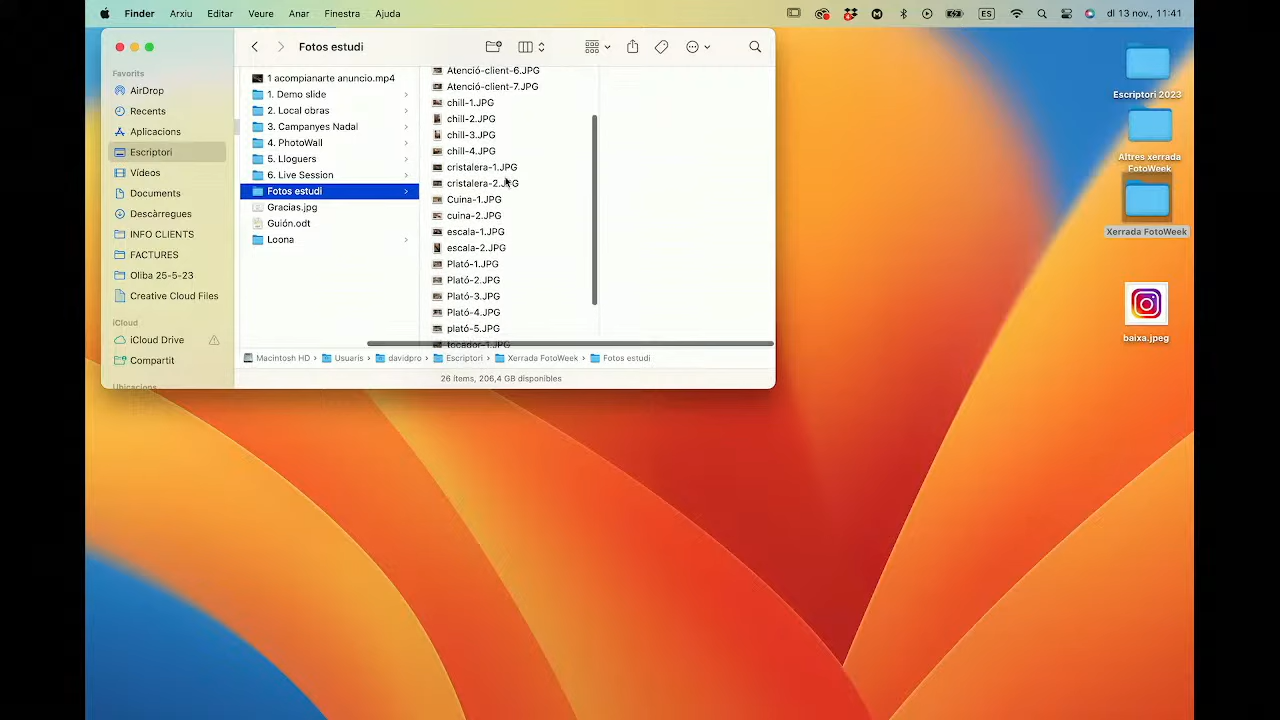 Finder Arxiu Editar Veure Anar Finestra Ajuda ES dl 13 nov., 11:41
Fotos estudi
Favorits
AirDrop
Recents
Aplicacions
Escriptori
Vídeos
Documents
Descàrregues
INFO CLIENTS
FACTURES
Oliba 25-5-23
Creative Cloud Files
iCloud
iCloud Drive
Compartit
Ubicacions
1 acompianarte anuncio.mp4
1. Demo slide
2. Local obras
3. Campanyes Nadal
4. PhotoWall
5. Lloguers
6. Live Session
Fotos estudi
Gracias.jpg
Guión.odt
Loona
Atenció-client-6.JPG
Atenció-client-7.JPG
chill-1.JPG
chill-2.JPG
chill-3.JPG
chill-4.JPG
cristalera-1.JPG
cristalera-2.JPG
Cuina-1.JPG
cuina-2.JPG
escala-1.JPG
escala-2.JPG
Plató-1.JPG
Plató-2.JPG
Plató-3.JPG
Plató-4.JPG
plató-5.JPG
tocador-1.JPG
Macintosh HD › Usuaris › davidpro › Escriptori › Xerrada FotoWeek › Fotos estudi
26 ítems, 206,4 GB disponibles
Escriptori 2023
Altres xerrada
FotoWeek
Xerrada FotoWeek
baixa.jpeg